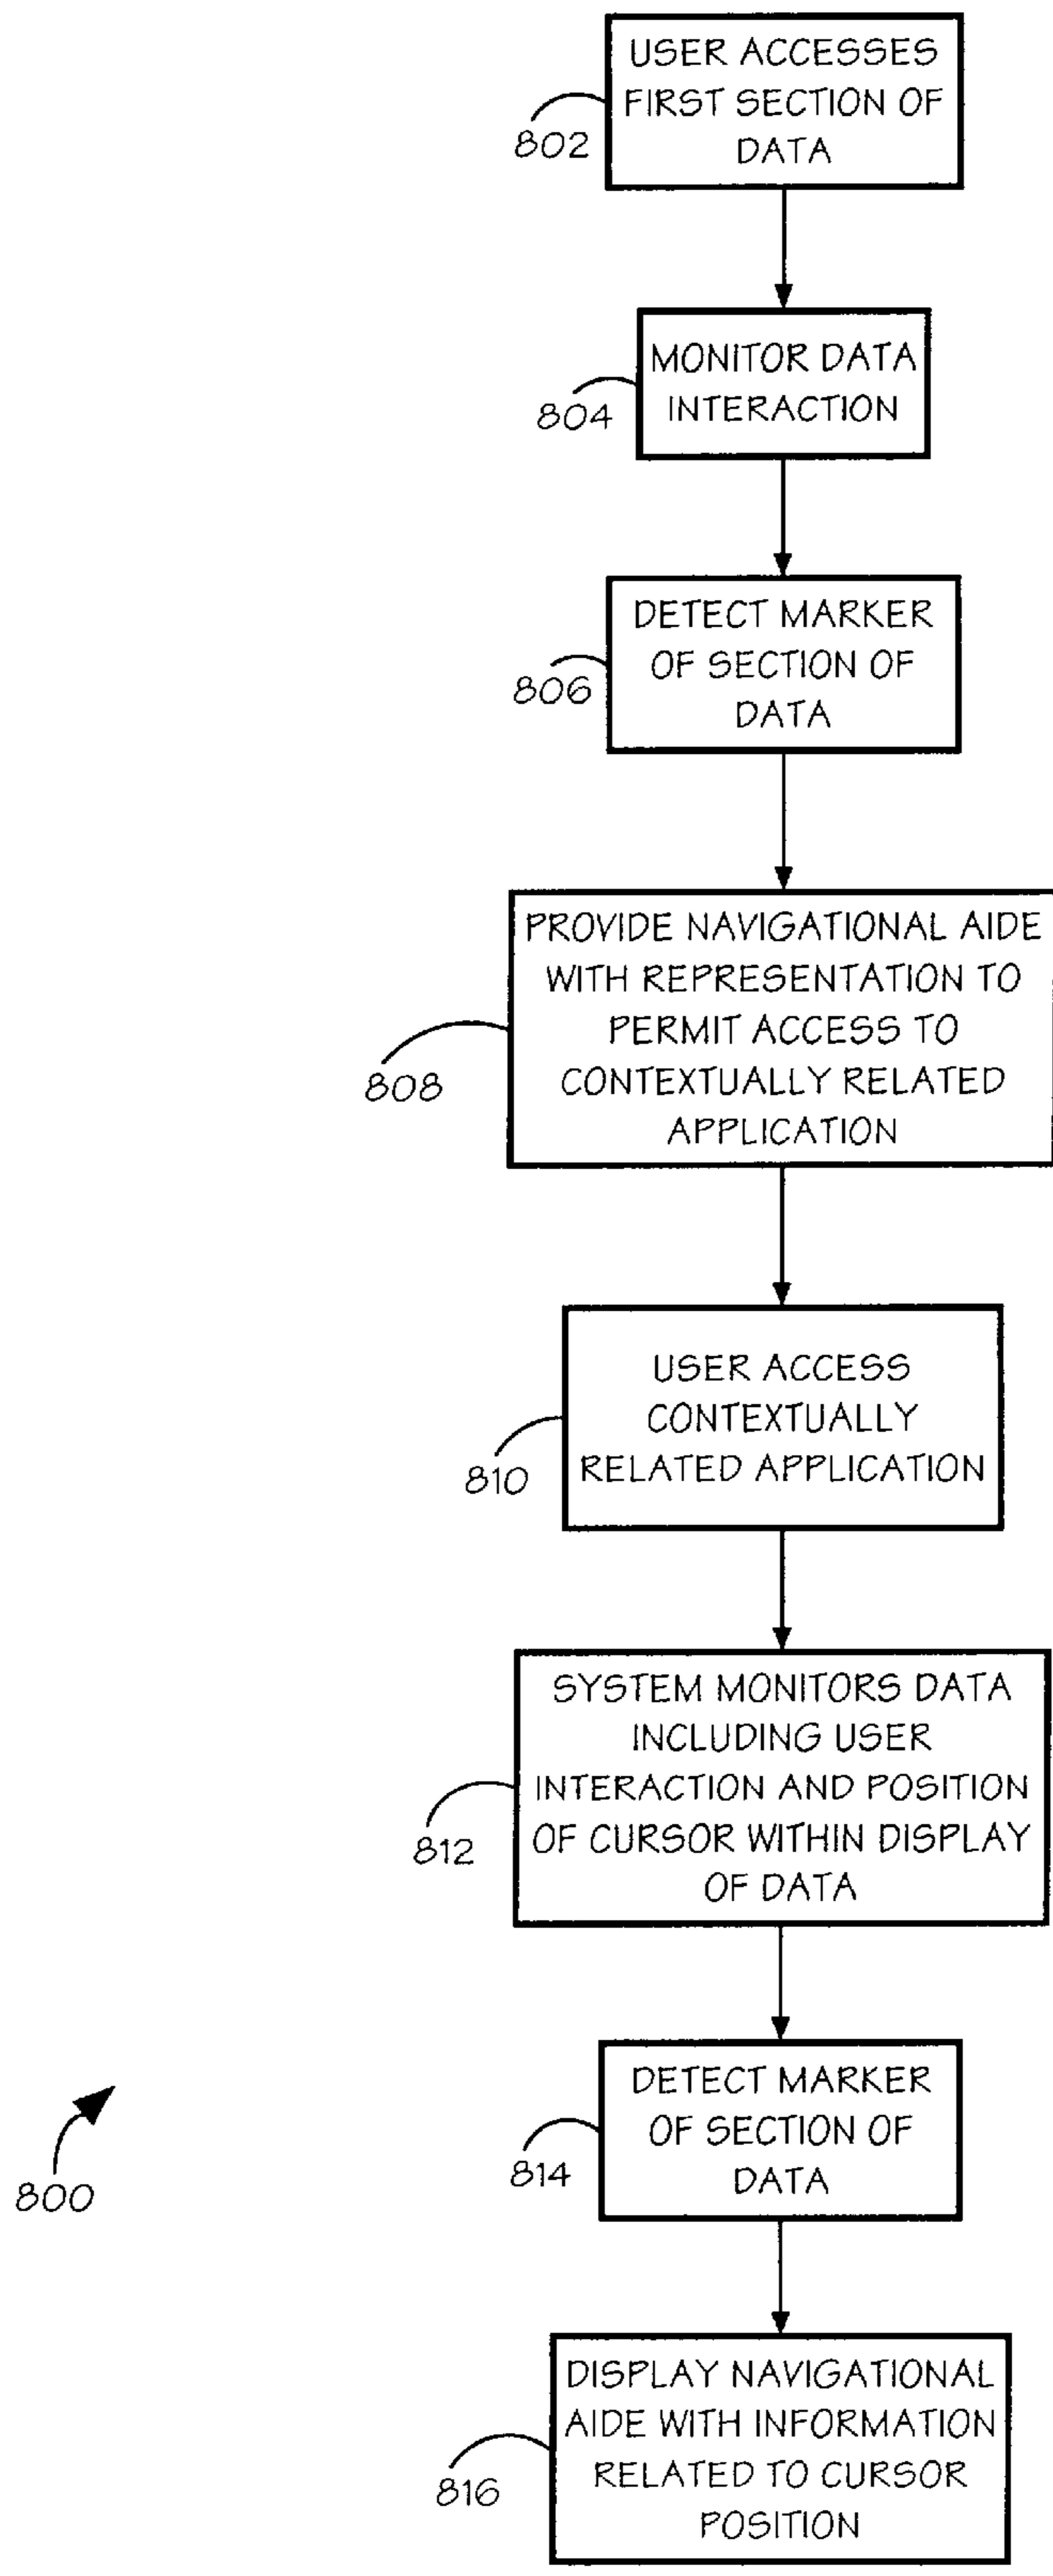 USER ACCESSES
FIRST SECTION OF
DATA
802
MONITOR DATA
INTERACTION
804
DETECT MARKER
OF SECTION OF
DATA
806
PROVIDE NAVIGATIONAL AIDE
WITH REPRESENTATION TO
PERMIT ACCESS TO
CONTEXTUALLY RELATED
APPLICATION
808
USER ACCESS
CONTEXTUALLY
RELATED APPLICATION
810
SYSTEM MONITORS DATA
INCLUDING USER
INTERACTION AND POSITION
OF CURSOR WITHIN DISPLAY
OF DATA
812
DETECT MARKER
OF SECTION OF
DATA
814
800
DISPLAY NAVIGATIONAL
AIDE WITH INFORMATION
RELATED TO CURSOR
POSITION
816